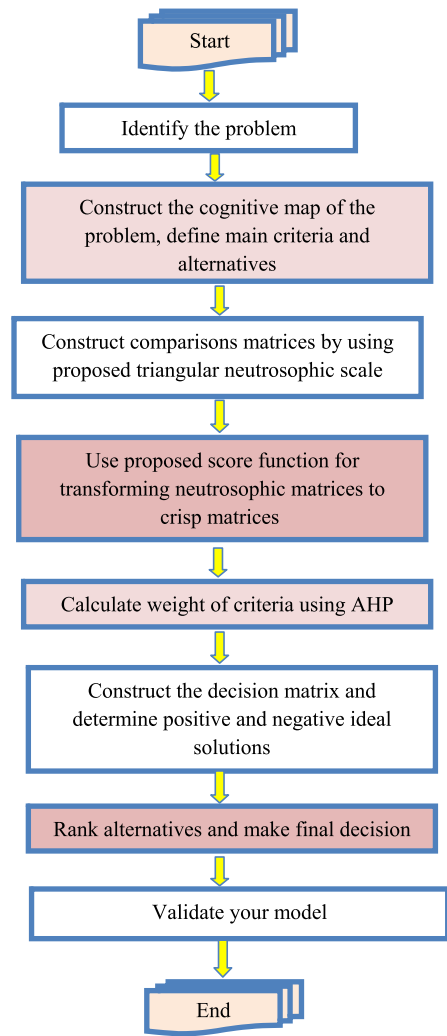 Start
Identify the problem
Construct the cognitive map of the
problem, define main criteria and
alternatives
Construct comparisons matrices by using
proposed triangular neutrosophic scale
Use proposed score function for
transforming neutrosophic matrices to
crisp matrices
Calculate weight of criteria using AHP
Construct the decision matrix and
determine positive and negative ideal
solutions
Rank alternatives and make final decision
Validate your model
End